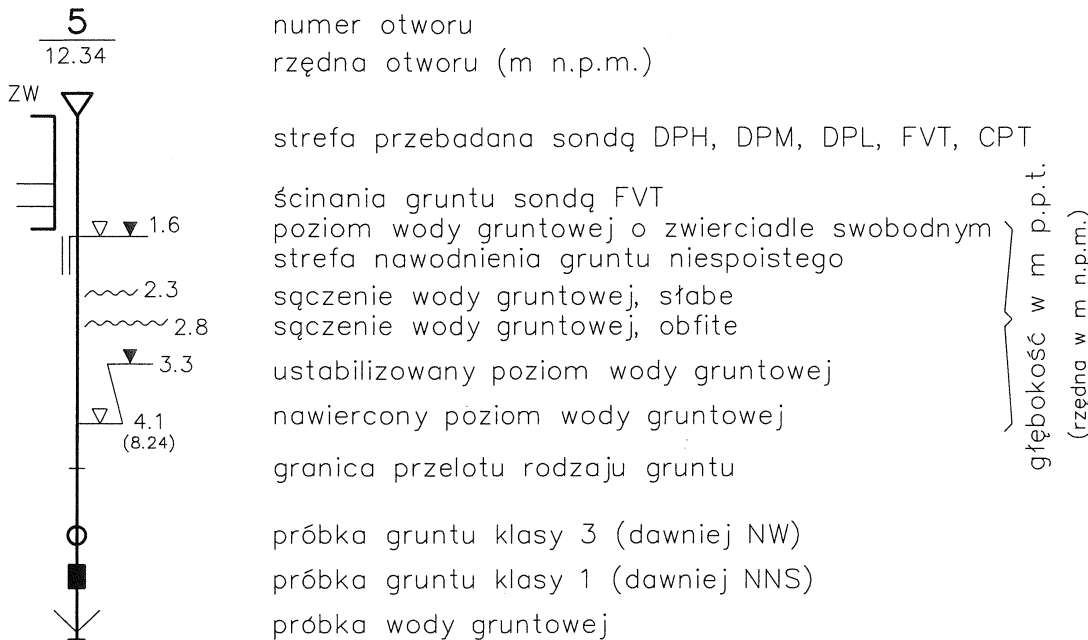 5 numer otworu
12.34 rzędna otworu (m n.p.m.)
ZW
strefa przebadana sondą DPH, DPM, DPL, FVT, CPT
ścinania gruntu sondą FVT
1.6 poziom wody gruntowej o zwierciadle swobodnym
strefa nawodnienia gruntu niespoistego
2.3 sączenie wody gruntowej, słabe
2.8 sączenie wody gruntowej, obfite
3.3 ustabilizowany poziom wody gruntowej
4.1 nawiercony poziom wody gruntowej
(8.24)
granica przelotu rodzaju gruntu
próbka gruntu klasy 3 (dawniej NW)
próbka gruntu klasy 1 (dawniej NNS)
próbka wody gruntowej
głębokość w m p.p.t.
(rzędna w m n.p.m.)